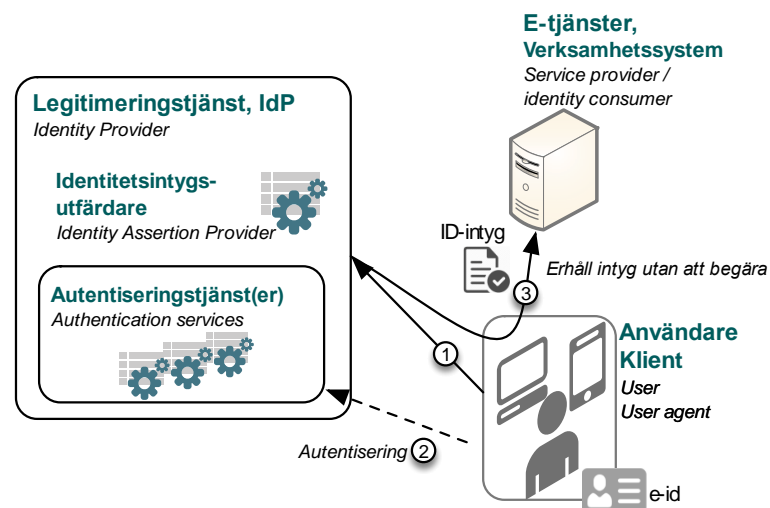 E-tjänster,
Verksamhetssystem
Service provider /
identity consumer
Legitimeringstjänst, IdP
Identity Provider
Identitetsintygs-
utfärdare
Identity Assertion Provider
ID-intyg
Erhåll intyg utan att begära
3
Autentiseringstjänst(er)
Authentication services
1
Användare
Klient
User
User agent
Autentisering 2
e-id